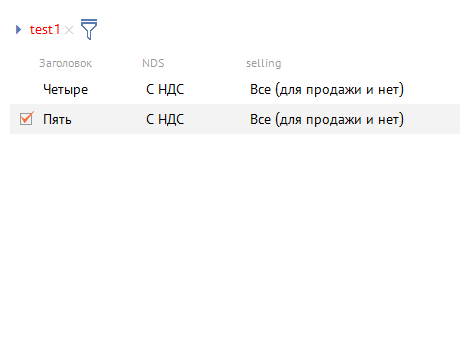 test1
Заголовок NDS selling
Четыре С НДС Все (для продажи и нет)
Пять С НДС Все (для продажи и нет)